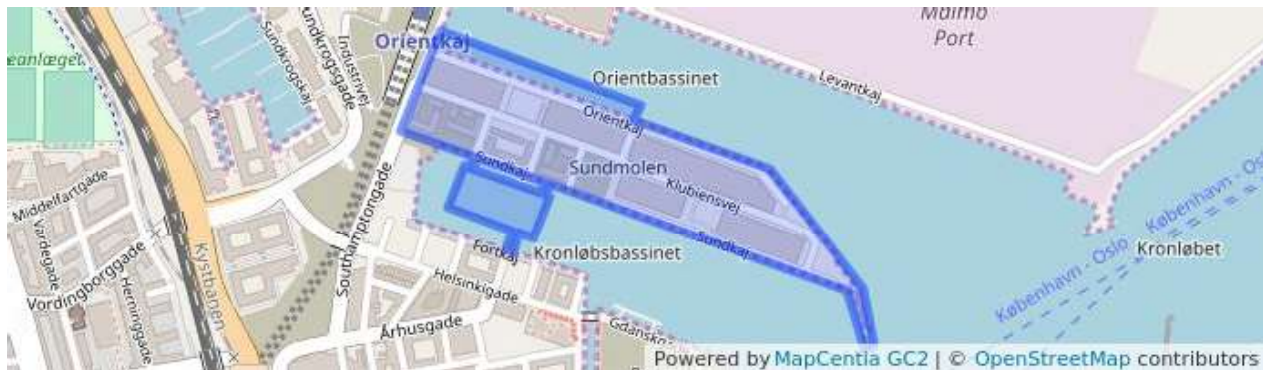 Malmö
Port
Orientkaj
Sundkrogskaj
Sundkrogsgade
Industrivej
Orientbassinet
Levantkaj
Orientkaj
Sundmolen
Sundkaj
Klubiensvej
Middelfartgade
Vardegade
Southamptongade
København - Oslo
Kronløbet
Fortkaj
Kronløbsbassinet
Sundkaj
Kystbanen
Vordingborggade
Herninggade
Helsinkigade
København - Oslo
Århusgade
Powered by MapCentia GC2 | © OpenStreetMap contributors